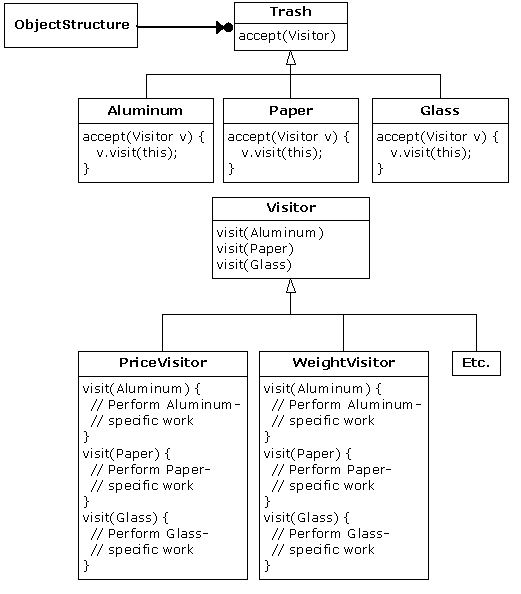 ObjectStructure
Trash
accept(Visitor)
Aluminum
accept(Visitor v) {
v.visit(this);
}
Paper
accept(Visitor v) {
v.visit(this);
}
Glass
accept(Visitor v) {
v.visit(this);
}
Visitor
visit(Aluminum)
visit(Paper)
visit(Glass)
PriceVisitor
visit(Aluminum) {
// Perform Aluminum-
// specific work
}
visit(Paper) {
// Perform Paper-
// specific work
}
visit(Glass) {
// Perform Glass-
// specific work
}
WeightVisitor
visit(Aluminum) {
// Perform Aluminum-
// specific work
}
visit(Paper) {
// Perform Paper-
// specific work
}
visit(Glass) {
// Perform Glass-
// specific work
}
Etc.